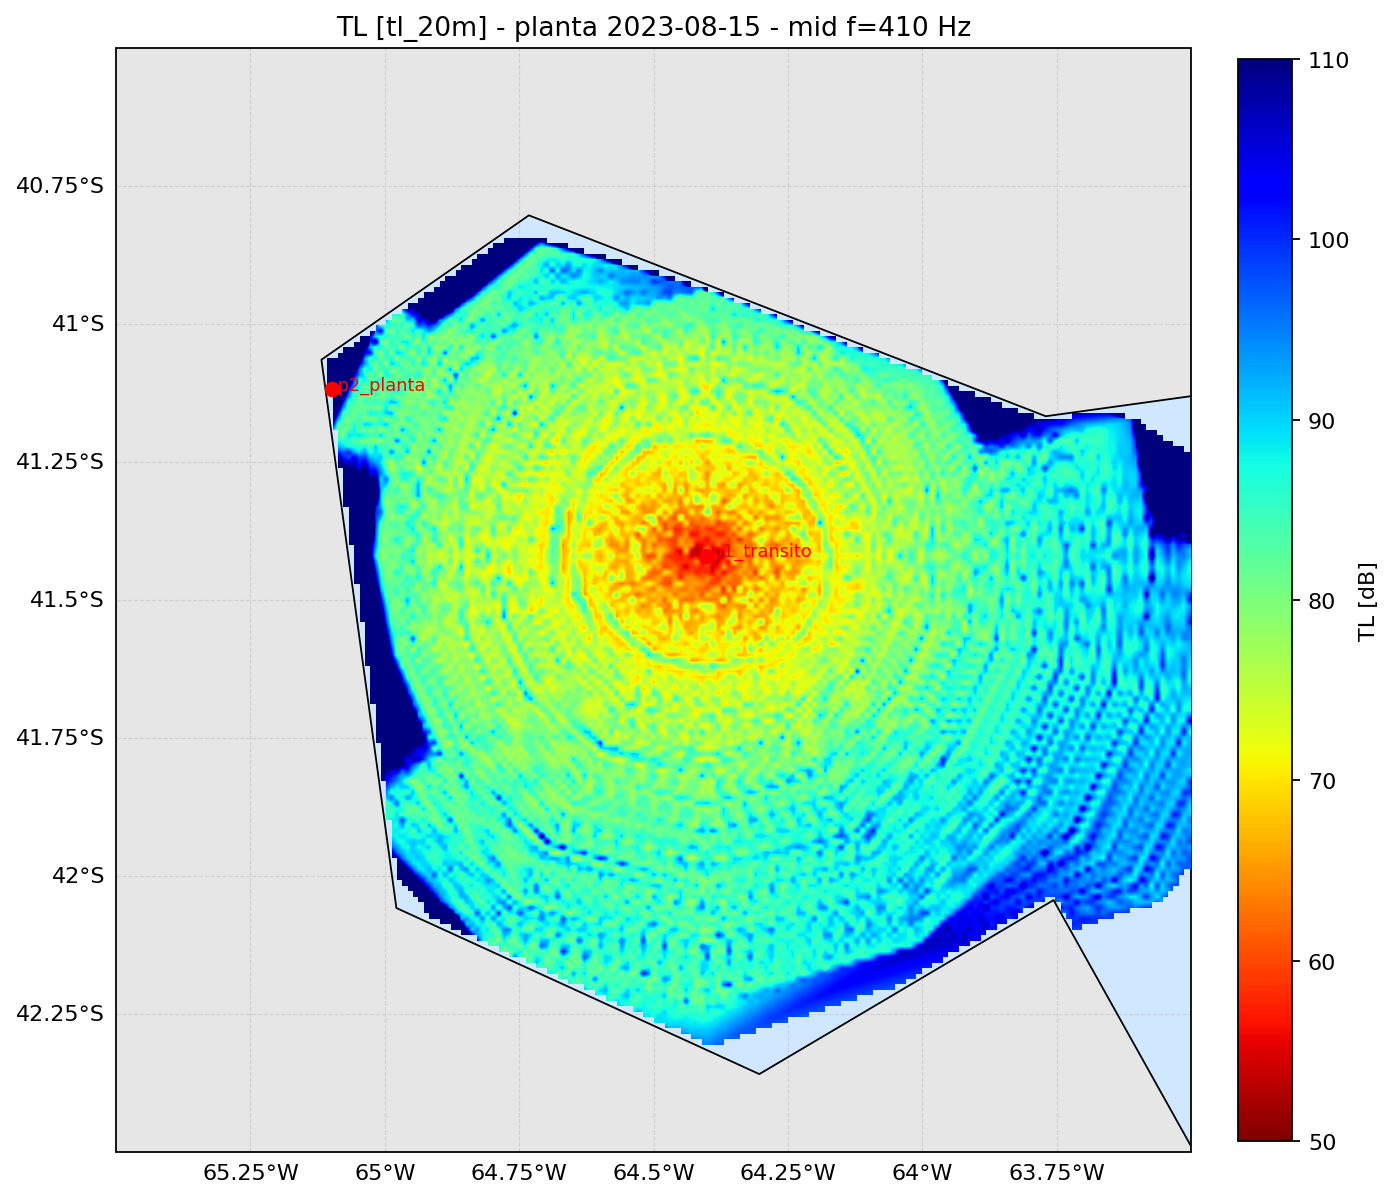 TL [tl_20m] - planta 2023-08-15 - mid f=410 Hz
110
40.75°S
100
41°S
p2_planta
90
41.25°S
1_transito
41.5°S
80
TL [dB]
41.75°S
70
42°S
60
42.25°S
50
65.25°W 65°W 64.75°W 64.5°W 64.25°W 64°W 63.75°W